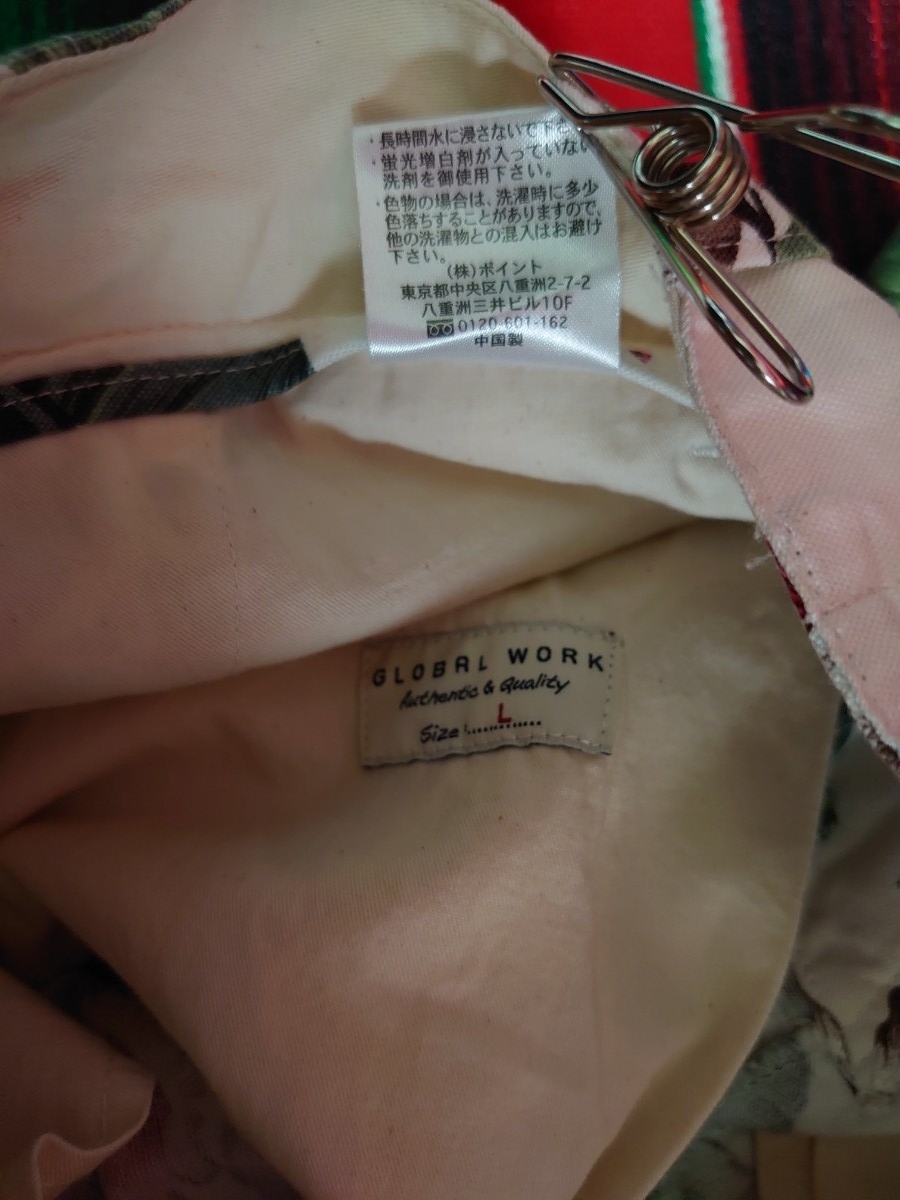 ・長時間水に浸さないで下さ
・蛍光増白剤が入っていない
洗剤を御使用下さい。
・色物の場合は、洗濯時に多少
色落ちすることがありますので、
他の洗濯物との混入はお避け
下さい。
(株)ポイント
東京都中央区八重洲2-7-2
八重洲三井ビル10F
0120-601-162
中国製
GLOBAL WORK
Authentic & Quality
Size : L